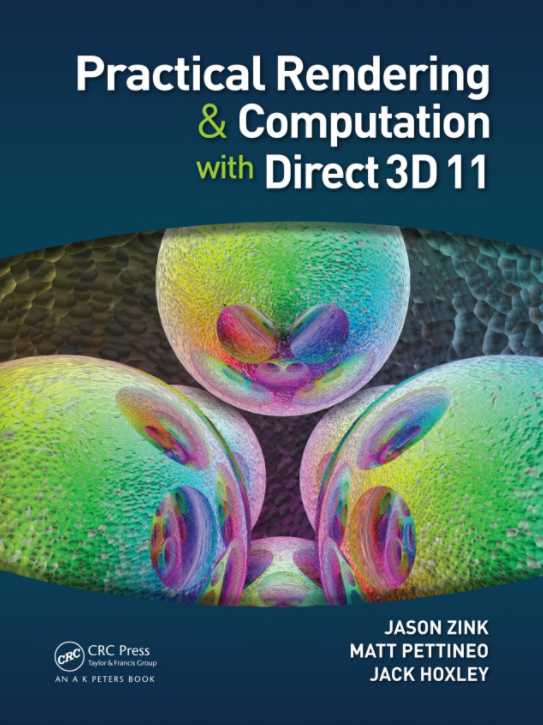 Practical Rendering
& Computation
with Direct 3D 11
JASON ZINK
MATT PETTINEO
JACK HOXLEY
CRC
CRC Press
Taylor & Francis Group
AN A K PETERS BOOK